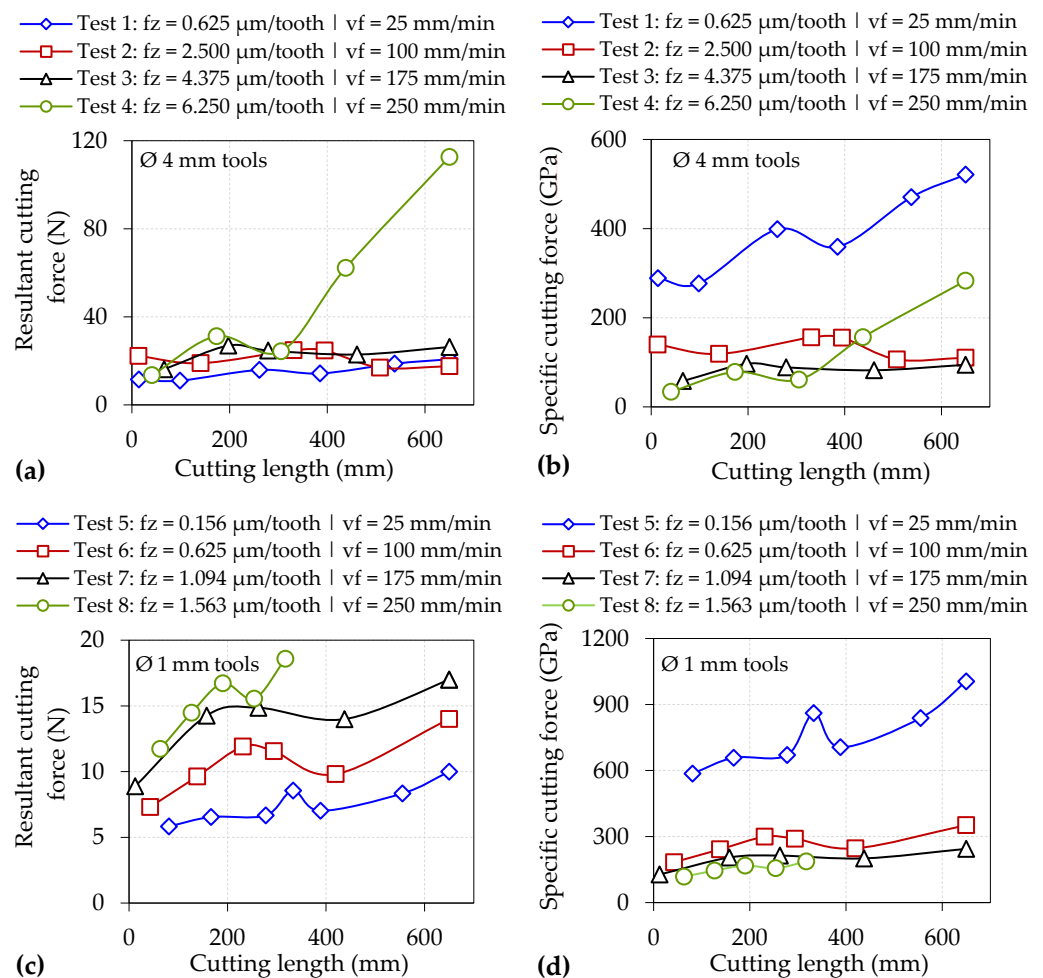 Test 1: fz = 0.625 µm/tooth | vf = 25 mm/min
Test 2: fz = 2.500 µm/tooth | vf = 100 mm/min
Test 3: fz = 4.375 µm/tooth | vf = 175 mm/min
Test 4: fz = 6.250 µm/tooth | vf = 250 mm/min
120
80
40
0
Resultant cutting
force (N)
Ø 4 mm tools
0 200 400 600
Cutting length (mm)
(a)
Test 1: fz = 0.625 µm/tooth | vf = 25 mm/min
Test 2: fz = 2.500 µm/tooth | vf = 100 mm/min
Test 3: fz = 4.375 µm/tooth | vf = 175 mm/min
Test 4: fz = 6.250 µm/tooth | vf = 250 mm/min
600
400
200
0
Specific cutting force (GPa)
Ø 4 mm tools
0 200 400 600
Cutting length (mm)
(b)
Test 5: fz = 0.156 µm/tooth | vf = 25 mm/min
Test 6: fz = 0.625 µm/tooth | vf = 100 mm/min
Test 7: fz = 1.094 µm/tooth | vf = 175 mm/min
Test 8: fz = 1.563 µm/tooth | vf = 250 mm/min
20
15
10
5
0
Resultant cutting
force (N)
Ø 1 mm tools
0 200 400 600
Cutting length (mm)
(c)
Test 5: fz = 0.156 µm/tooth | vf = 25 mm/min
Test 6: fz = 0.625 µm/tooth | vf = 100 mm/min
Test 7: fz = 1.094 µm/tooth | vf = 175 mm/min
Test 8: fz = 1.563 µm/tooth | vf = 250 mm/min
1200
900
600
300
0
Specific cutting force (GPa)
Ø 1 mm tools
0 200 400 600
Cutting length (mm)
(d)